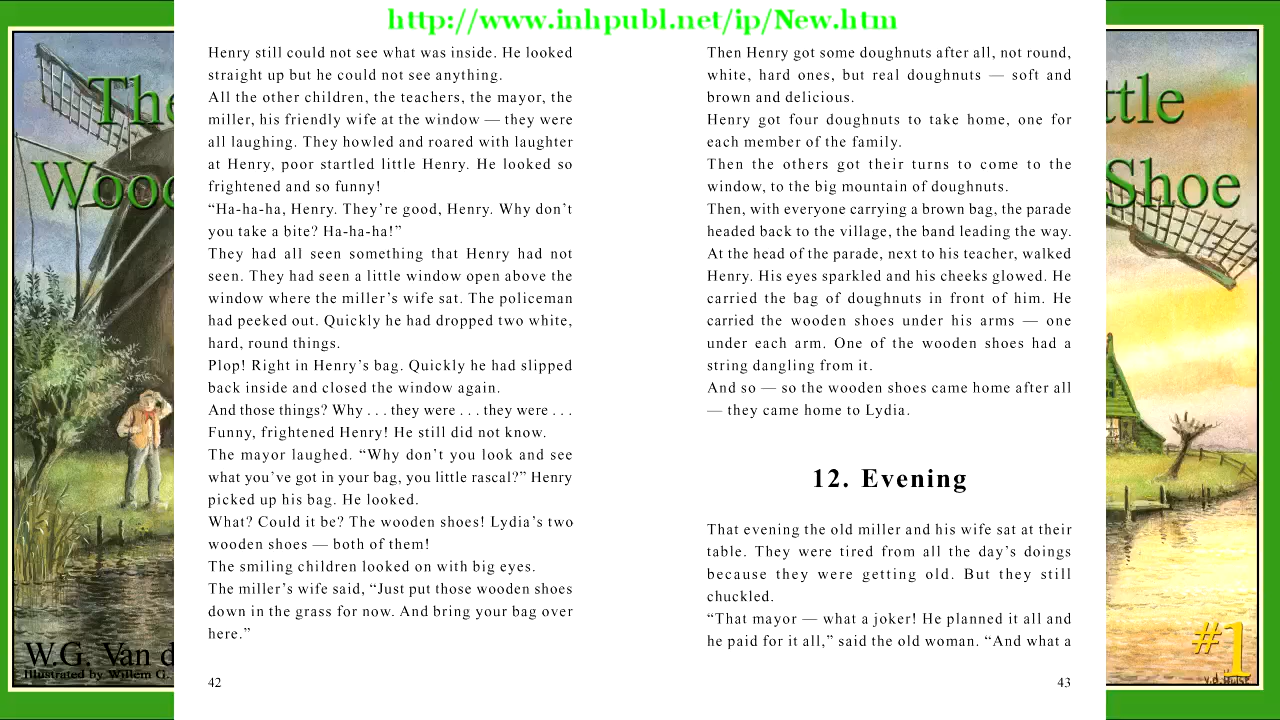 http://www.inhpubl.net/ip/New.htm
The
Wood
W.G. Van d
Illustrated by Willem G.
Henry still could not see what was inside. He looked
straight up but he could not see anything.
All the other children, the teachers, the mayor, the
miller, his friendly wife at the window — they were
all laughing. They howled and roared with laughter
at Henry, poor startled little Henry. He looked so
frightened and so funny!
“Ha-ha-ha, Henry. They’re good, Henry. Why don’t
you take a bite? Ha-ha-ha!”
They had all seen something that Henry had not
seen. They had seen a little window open above the
window where the miller’s wife sat. The policeman
had peeked out. Quickly he had dropped two white,
hard, round things.
Plop! Right in Henry’s bag. Quickly he had slipped
back inside and closed the window again.
And those things? Why . . . they were . . . they were . . .
Funny, frightened Henry! He still did not know.
The mayor laughed. “Why don’t you look and see
what you’ve got in your bag, you little rascal?” Henry
picked up his bag. He looked.
What? Could it be? The wooden shoes! Lydia’s two
wooden shoes — both of them!
The smiling children looked on with big eyes.
The miller’s wife said, “Just put those wooden shoes
down in the grass for now. And bring your bag over
here.”
42
Then Henry got some doughnuts after all, not round,
white, hard ones, but real doughnuts — soft and
brown and delicious.
Henry got four doughnuts to take home, one for
each member of the family.
Then the others got their turns to come to the
window, to the big mountain of doughnuts.
Then, with everyone carrying a brown bag, the parade
headed back to the village, the band leading the way.
At the head of the parade, next to his teacher, walked
Henry. His eyes sparkled and his cheeks glowed. He
carried the bag of doughnuts in front of him. He
carried the wooden shoes under his arms — one
under each arm. One of the wooden shoes had a
string dangling from it.
And so — so the wooden shoes came home after all
— they came home to Lydia.
12. Evening
That evening the old miller and his wife sat at their
table. They were tired from all the day’s doings
because they were getting old. But they still
chuckled.
“That mayor — what a joker! He planned it all and
he paid for it all,” said the old woman. “And what a
43
ttle
Shoe
#1